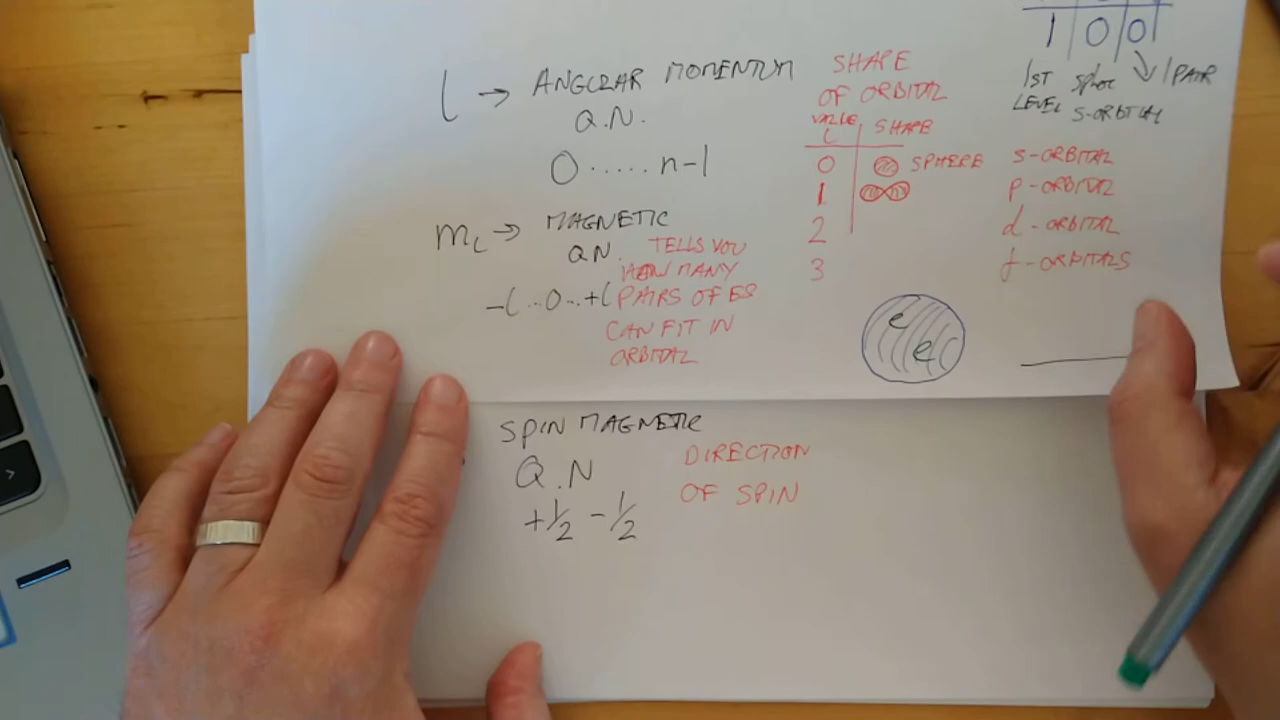 1 0 0
1ST LEVEL
spher S-ORBITAL
1 PAIR
l → ANGULAR MOMENTUM
Q.N.
0 ...... n-1
SHAPE
OF ORBITAL
VALUE L SHAPE
0 SPHERE S-ORBITAL
1 P-ORBITAL
2 d-ORBITAL
3 f-ORBITALS
mL → MAGNETIC
QN.
-l ...0... +l
TELLS YOU
HOW MANY
PAIRS OF ES
CAN FIT IN
ORBITAL
e
e
SPIN MAGNETIC
Q.N
+1/2 -1/2
DIRECTION
OF SPIN